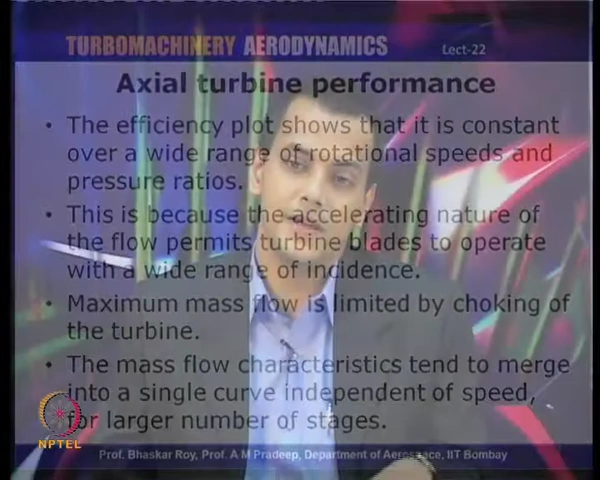 TURBOMACHINERY AERODYNAMICS
Lect-22
Axial turbine performance
• The efficiency plot shows that it is constant
over a wide range of rotational speeds and
pressure ratios.
• This is because the accelerating nature of
the flow permits turbine blades to operate
with a wide range of incidence.
• Maximum mass flow is limited by choking of
the turbine.
• The mass flow characteristics tend to merge
into a single curve independent of speed,
for larger number of stages.
NPTEL
Prof. Bhaskar Roy, Prof. A M Pradeep, Department of Aerospace, IIT Bombay